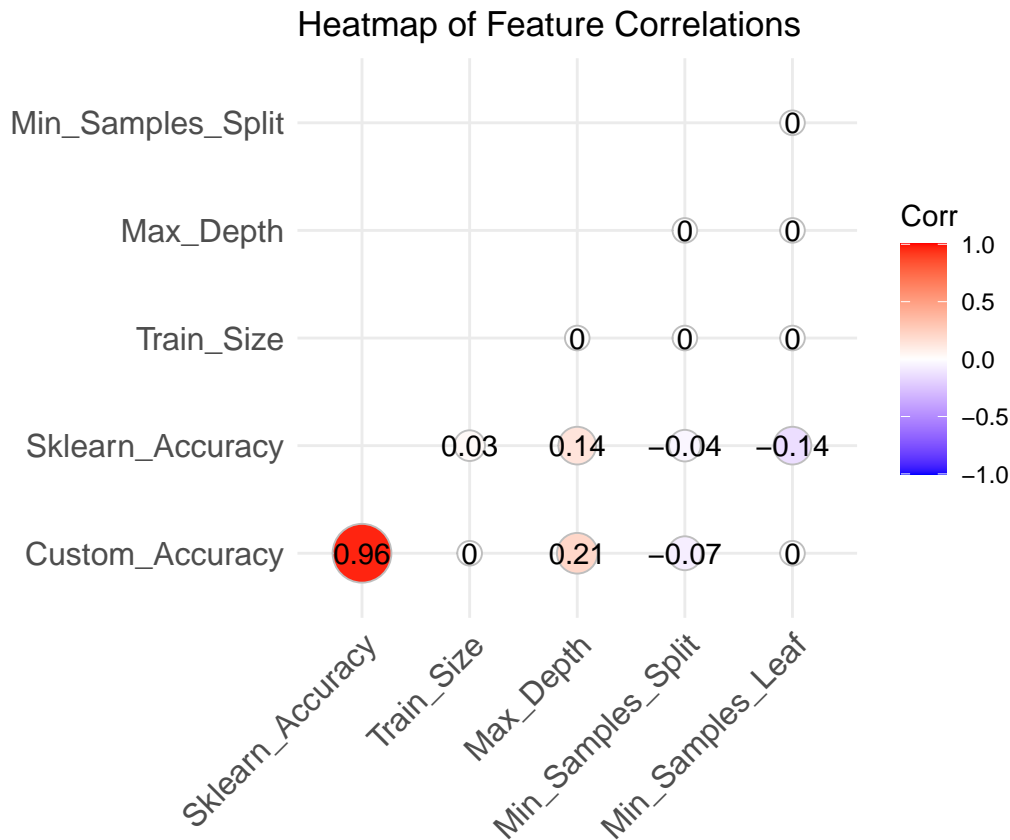 Heatmap of Feature Correlations
Min_Samples_Split
0
Max_Depth
0
0
Train_Size
0
0
0
Sklearn_Accuracy
0.03
0.14
−0.04
−0.14
Custom_Accuracy
0.96
0
0.21
−0.07
0
Sklearn_Accuracy
Train_Size
Max_Depth
Min_Samples_Split
Min_Samples_Leaf
Corr
1.0
0.5
0.0
−0.5
−1.0